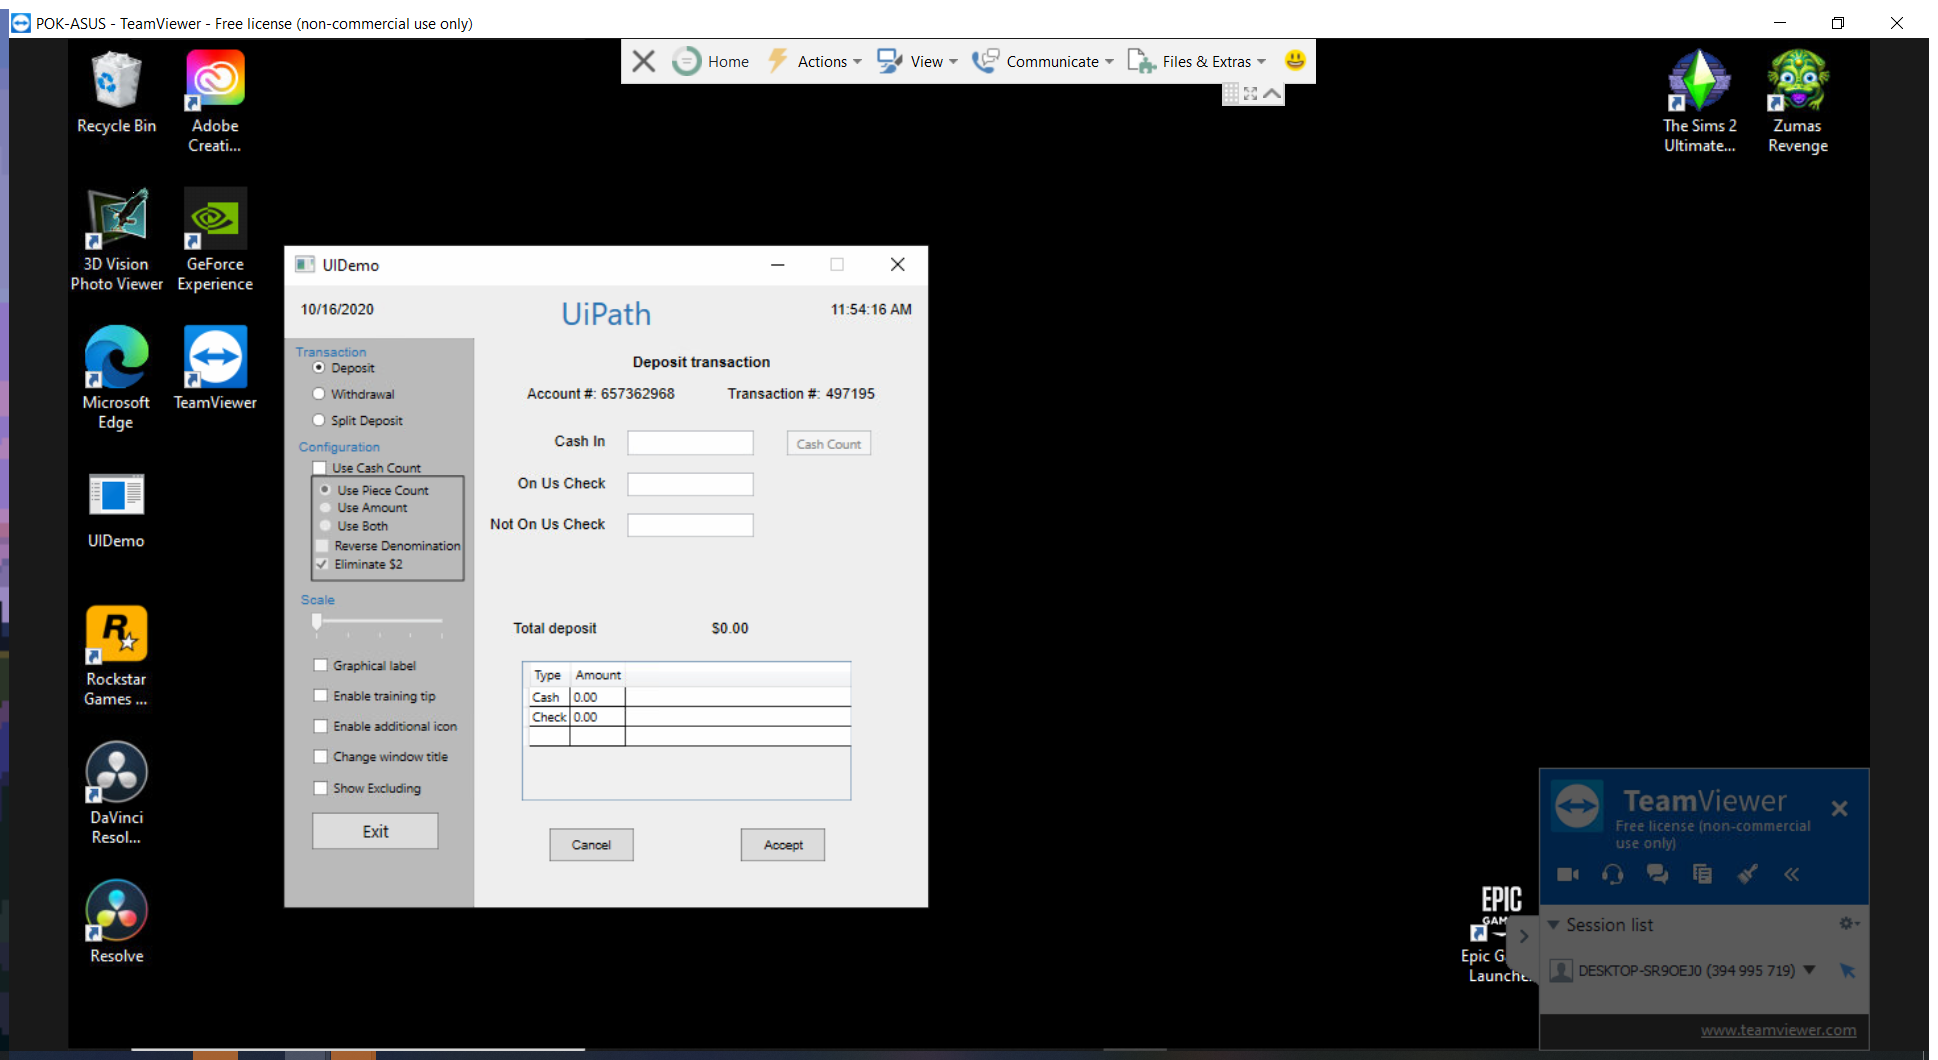 POK-ASUS - TeamViewer - Free license (non-commercial use only)
Home
Actions
View
Communicate
Files & Extras
Recycle Bin
Adobe
Creati...
The Sims 2
Ultimate...
Zumas
Revenge
3D Vision
Photo Viewer
GeForce
Experience
Microsoft
Edge
TeamViewer
UIDemo
Rockstar
Games ...
DaVinci
Resol...
Resolve
UIDemo
10/16/2020
UiPath
11:54:16 AM
Transaction
Deposit
Withdrawal
Split Deposit
Configuration
Use Cash Count
Use Piece Count
Use Amount
Use Both
Reverse Denomination
Eliminate $2
Scale
Graphical label
Enable training tip
Enable additional icon
Change window title
Show Excluding
Exit
Deposit transaction
Account #: 657362968
Transaction #: 497195
Cash In
Cash Count
On Us Check
Not On Us Check
Total deposit
$0.00
Type Amount
Cash 0.00
Check 0.00
Cancel
Accept
EPIC
Epic G
Launche
TeamViewer
Free license (non-commercial
use only)
Session list
DESKTOP-SR9OEJ0 (394 995 719)
www.teamviewer.com